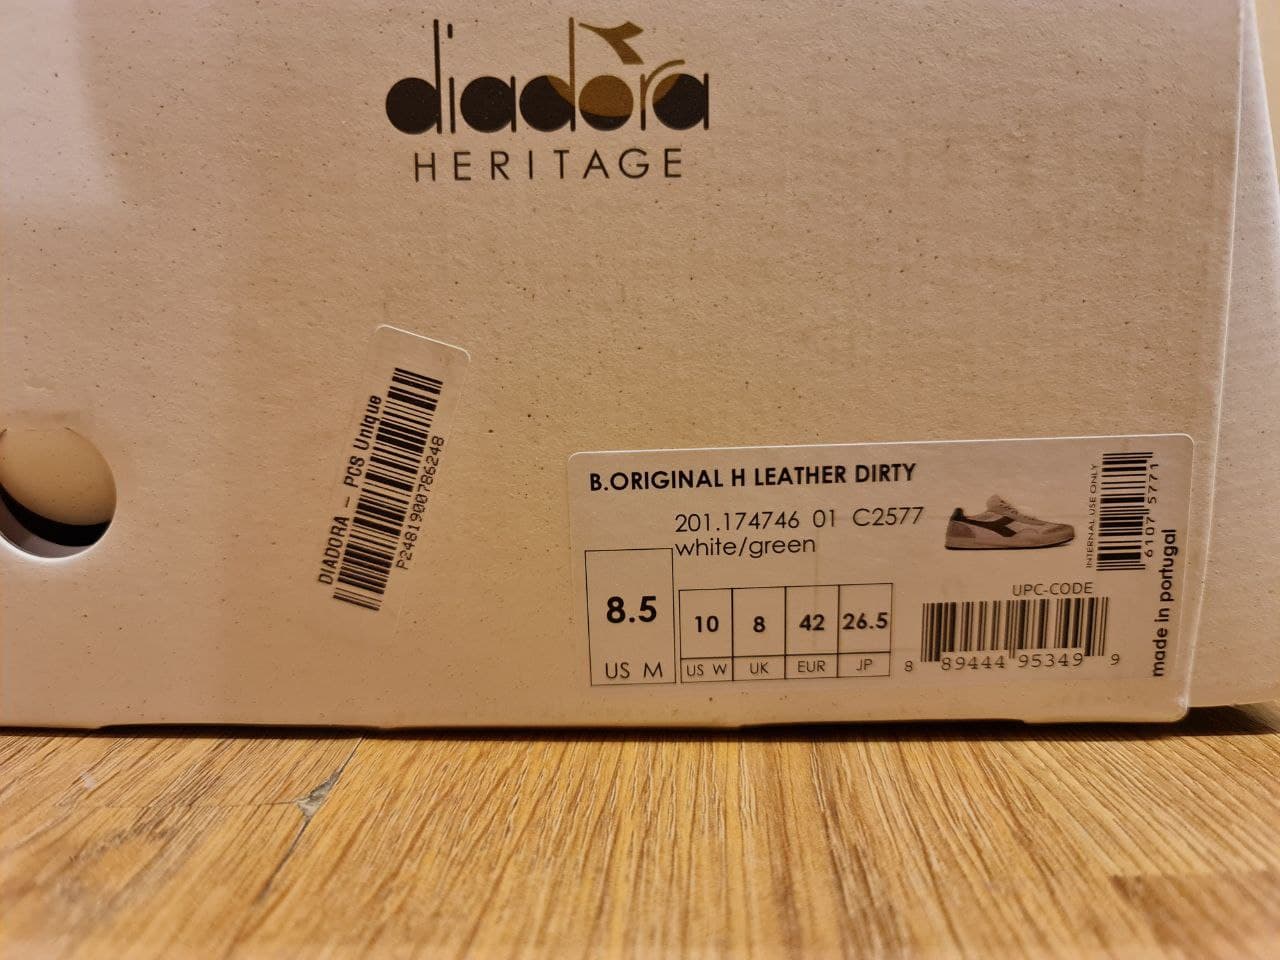 diadora
HERITAGE
DIADORA - PCS Unique
P2481900786248
B.ORIGINAL H LEATHER DIRTY
201.174746 01 C2577
white/green
8.5
US M
10
US W
8
UK
42
EUR
26.5
JP
INTERNAL USE ONLY
6107 5771
UPC-CODE
8 89444 95349 9
made in portugal